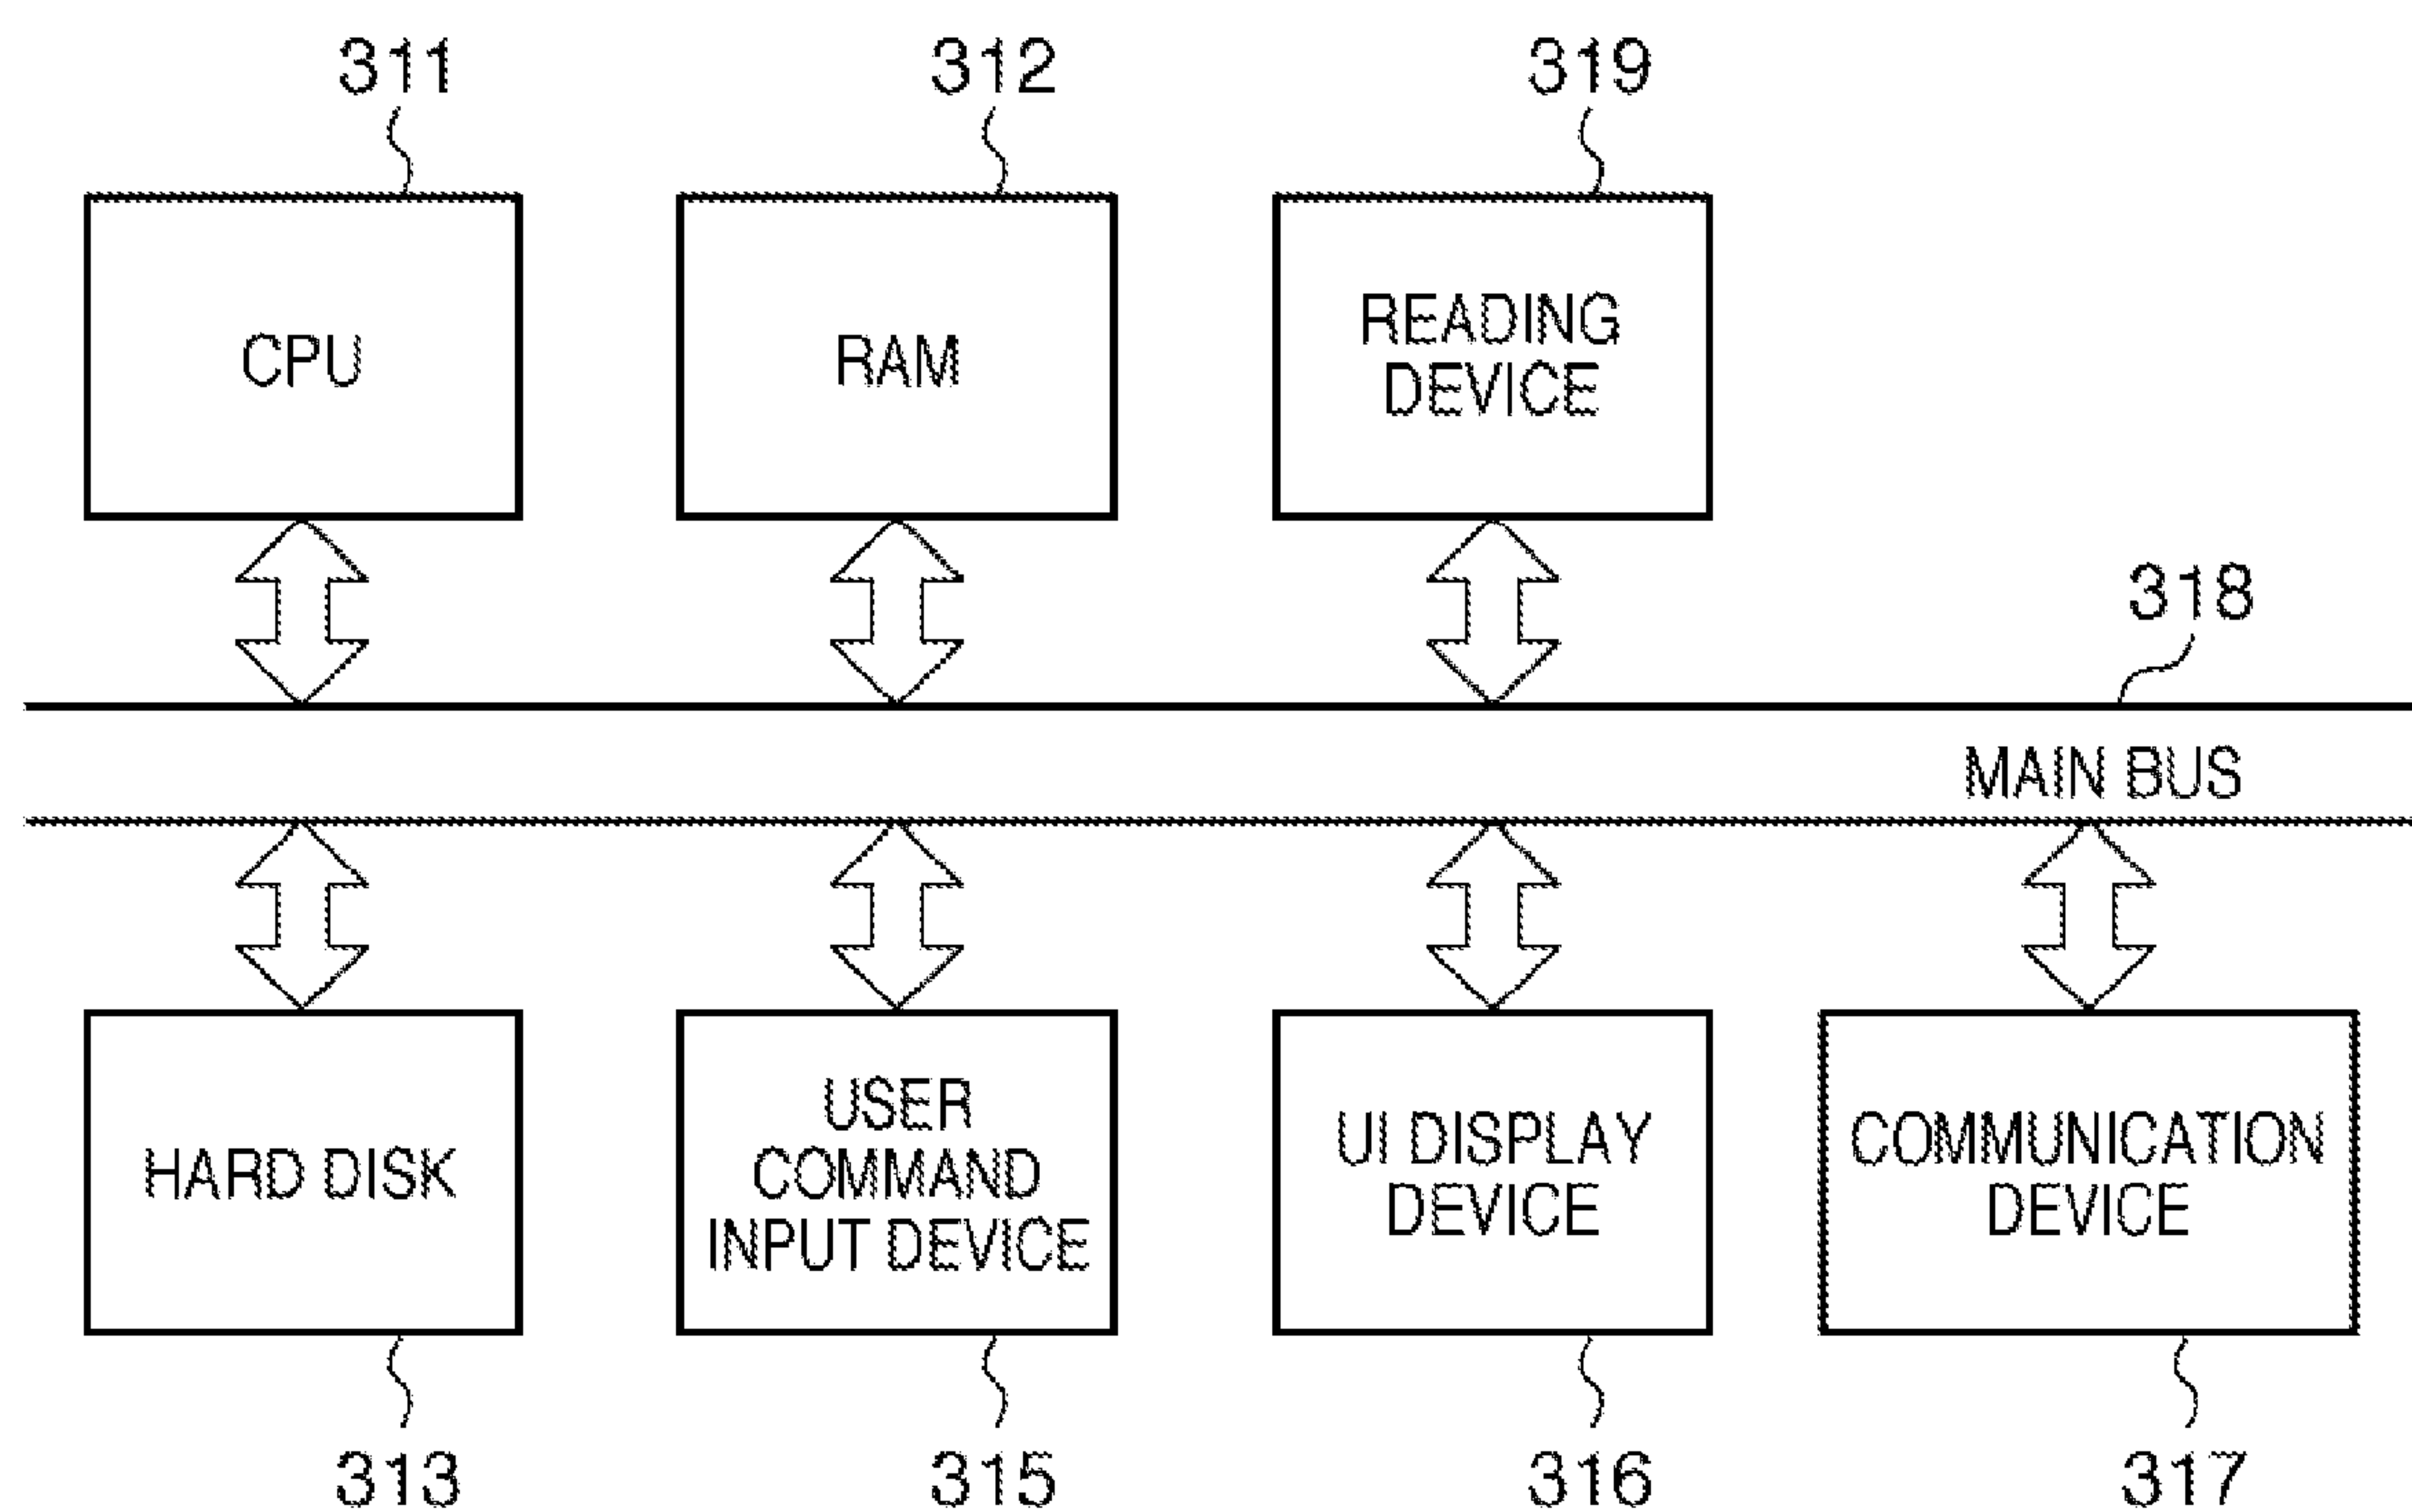 311
312
319
CPU
RAM
READING
DEVICE
318
MAIN BUS
HARD DISK
USER
COMMAND
INPUT DEVICE
UI DISPLAY
DEVICE
COMMUNICATION
DEVICE
313
315
316
317